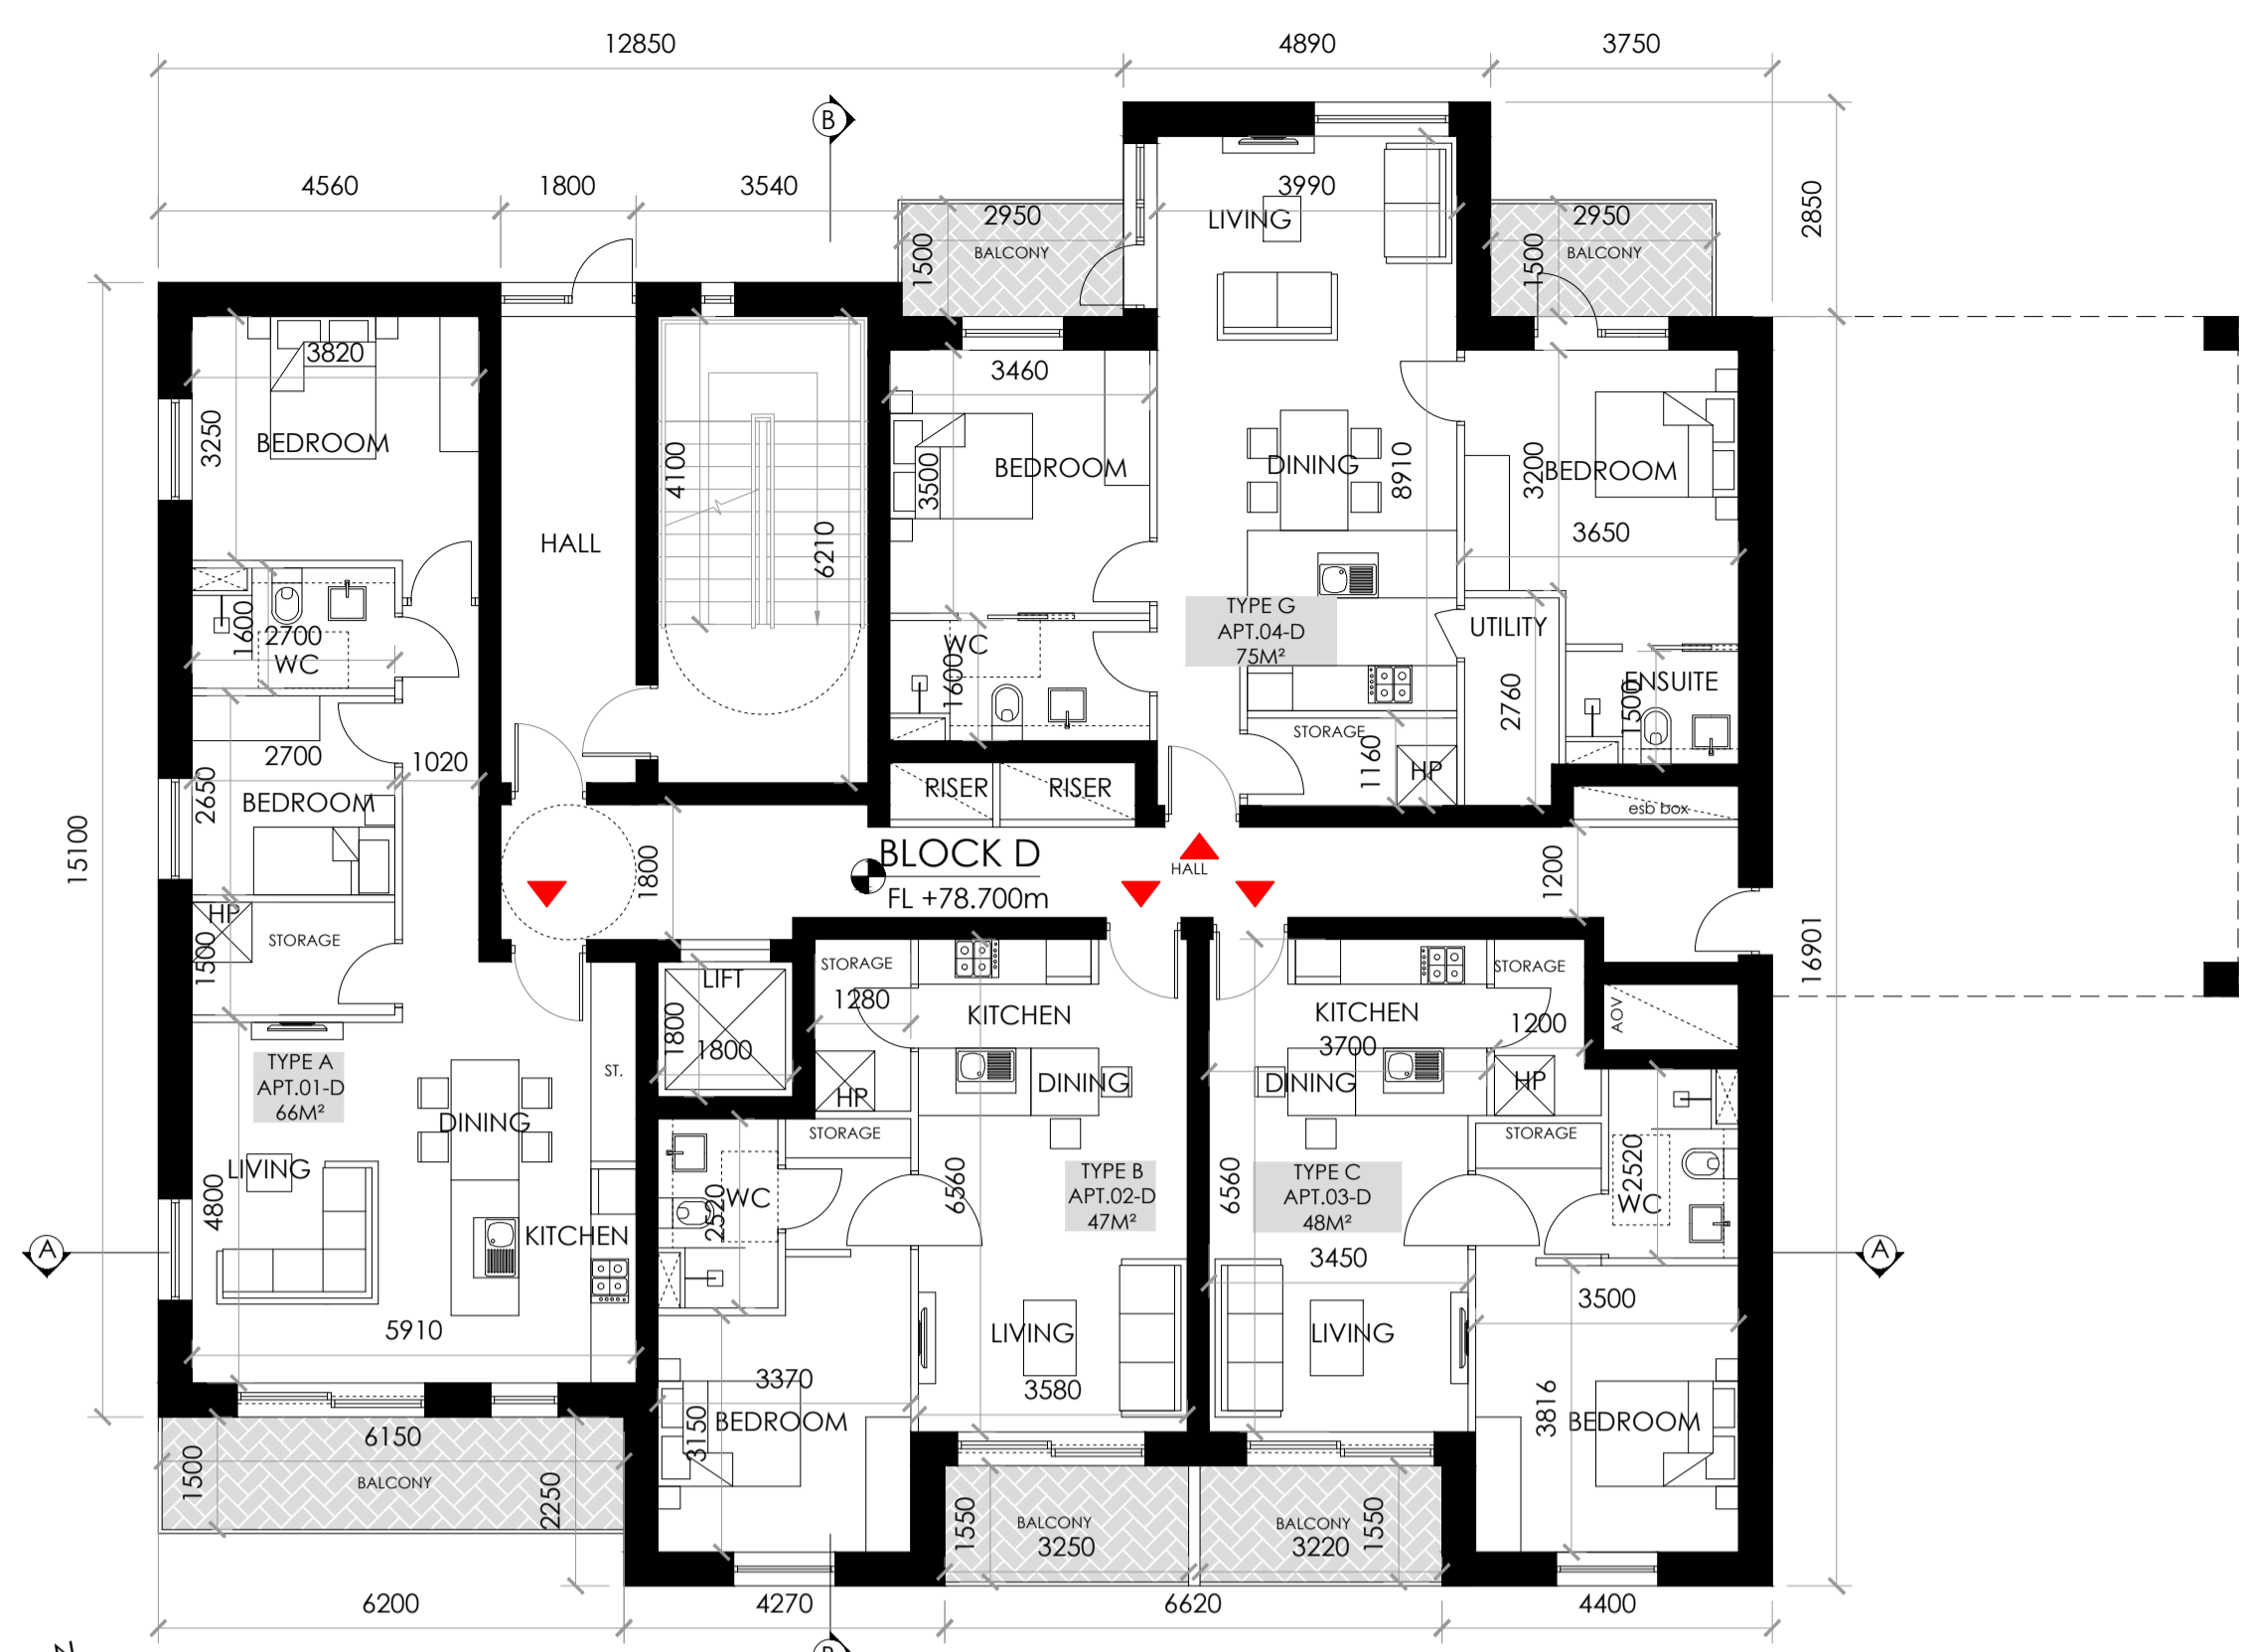 12850
4890
3750
B
4560
1800
3540
2950
BALCONY
1500
3990
LIVING
2950
BALCONY
1500
2850
3820
3250
BEDROOM
HALL
4100
6210
3460
3500
BEDROOM
DINING
8910
3200
BEDROOM
3650
TYPE G
APT.04-D
75M²
UTILITY
2760
1600
2700
WC
WC
1600
ENSUITE
1500
STORAGE
1160
HP
2700
1020
2650
BEDROOM
RISER
RISER
esb box
15100
1800
BLOCK D
FL +78.700m
HALL
1200
16901
HP
1500
STORAGE
LIFT
1800
1800
STORAGE
1280
KITCHEN
HP
DINING
STORAGE
KITCHEN
3700
DINING
STORAGE
1200
HP
STORAGE
AOV
TYPE A
APT.01-D
66M²
ST.
DINING
LIVING
4800
KITCHEN
5910
2520
WC
6560
TYPE B
APT.02-D
47M²
6560
TYPE C
APT.03-D
48M²
3450
2520
WC
A
A
LIVING
3580
LIVING
3500
3370
3150
BEDROOM
3816
BEDROOM
6150
1500
BALCONY
2250
1550
BALCONY
3250
BALCONY
3220
1550
6200
4270
6620
4400